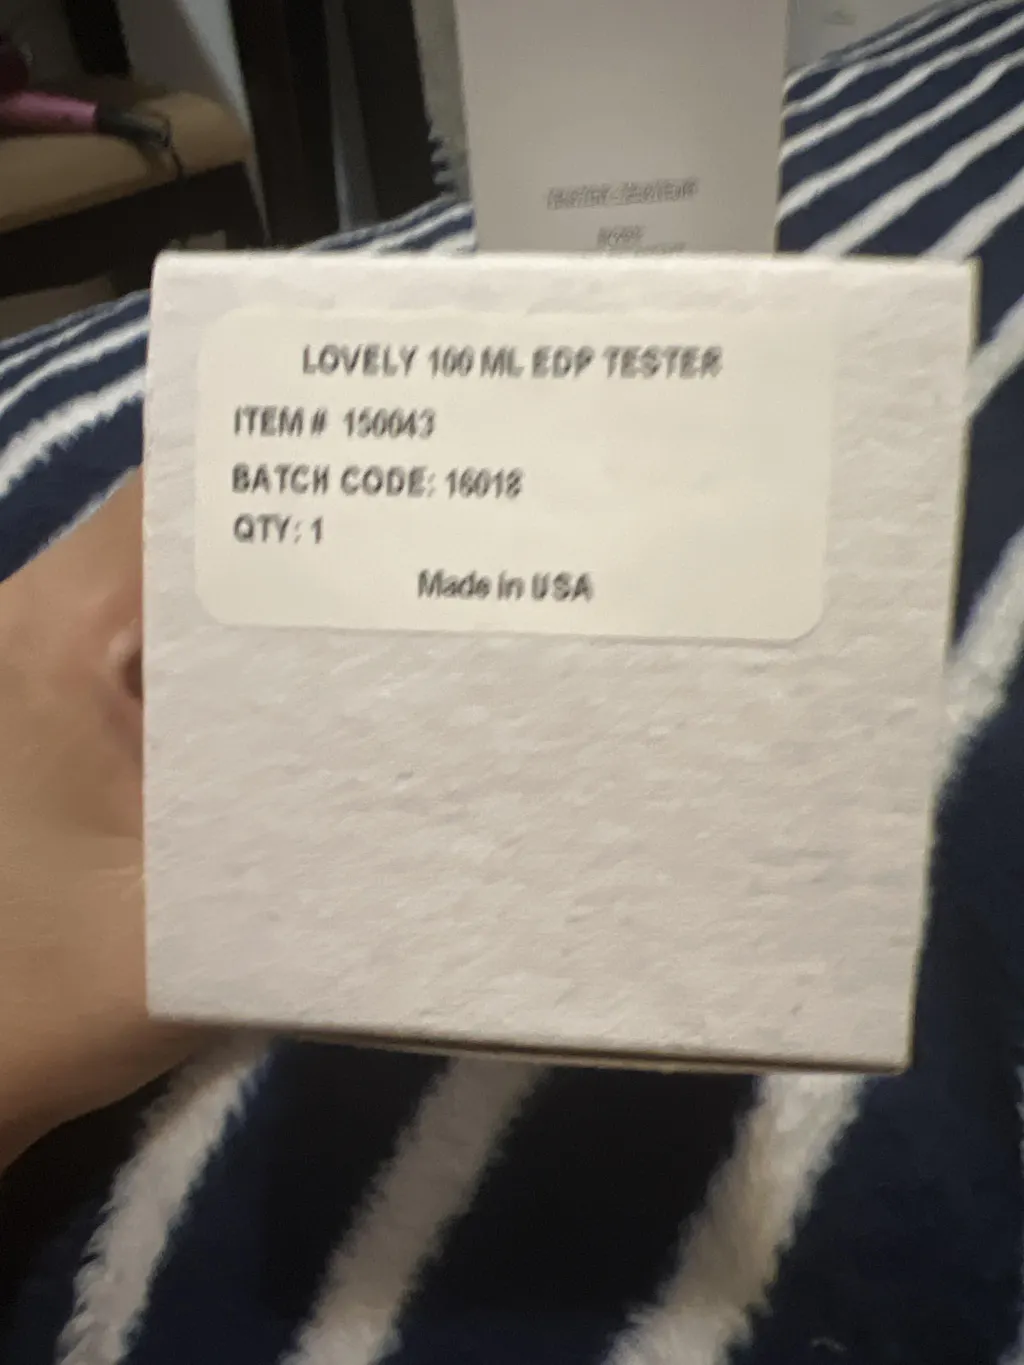 LOVELY 100 ML EDP TESTER
ITEM # 150043
BATCH CODE: 16018
QTY: 1
Made in USA